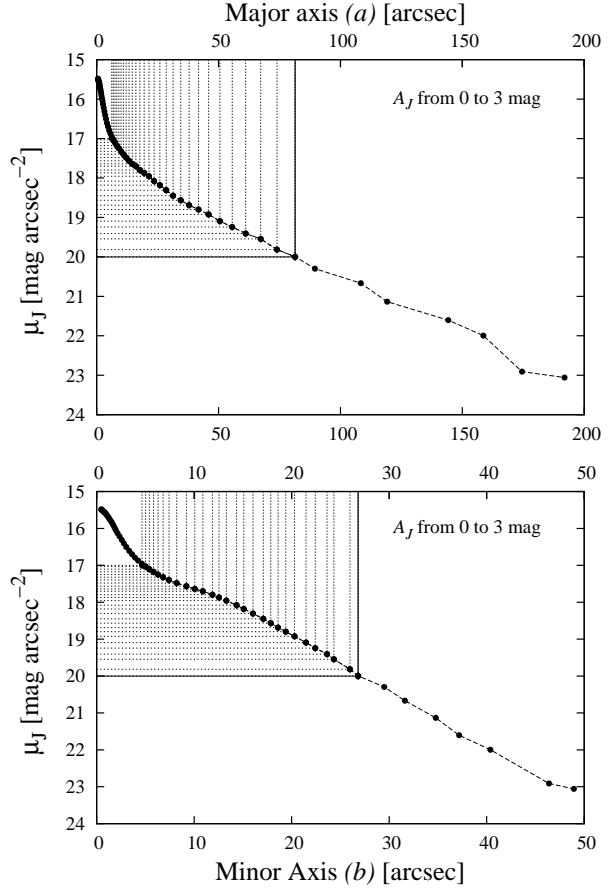 Major axis (a) [arcsec]
0 50 100 150 200
15
16
17
18
19
20
21
22
23
24
μJ [mag arcsec−2]
AJ from 0 to 3 mag
0 50 100 150 200
0 10 20 30 40 50
15
16
17
18
19
20
21
22
23
24
μJ [mag arcsec−2]
AJ from 0 to 3 mag
0 10 20 30 40 50
Minor Axis (b) [arcsec]